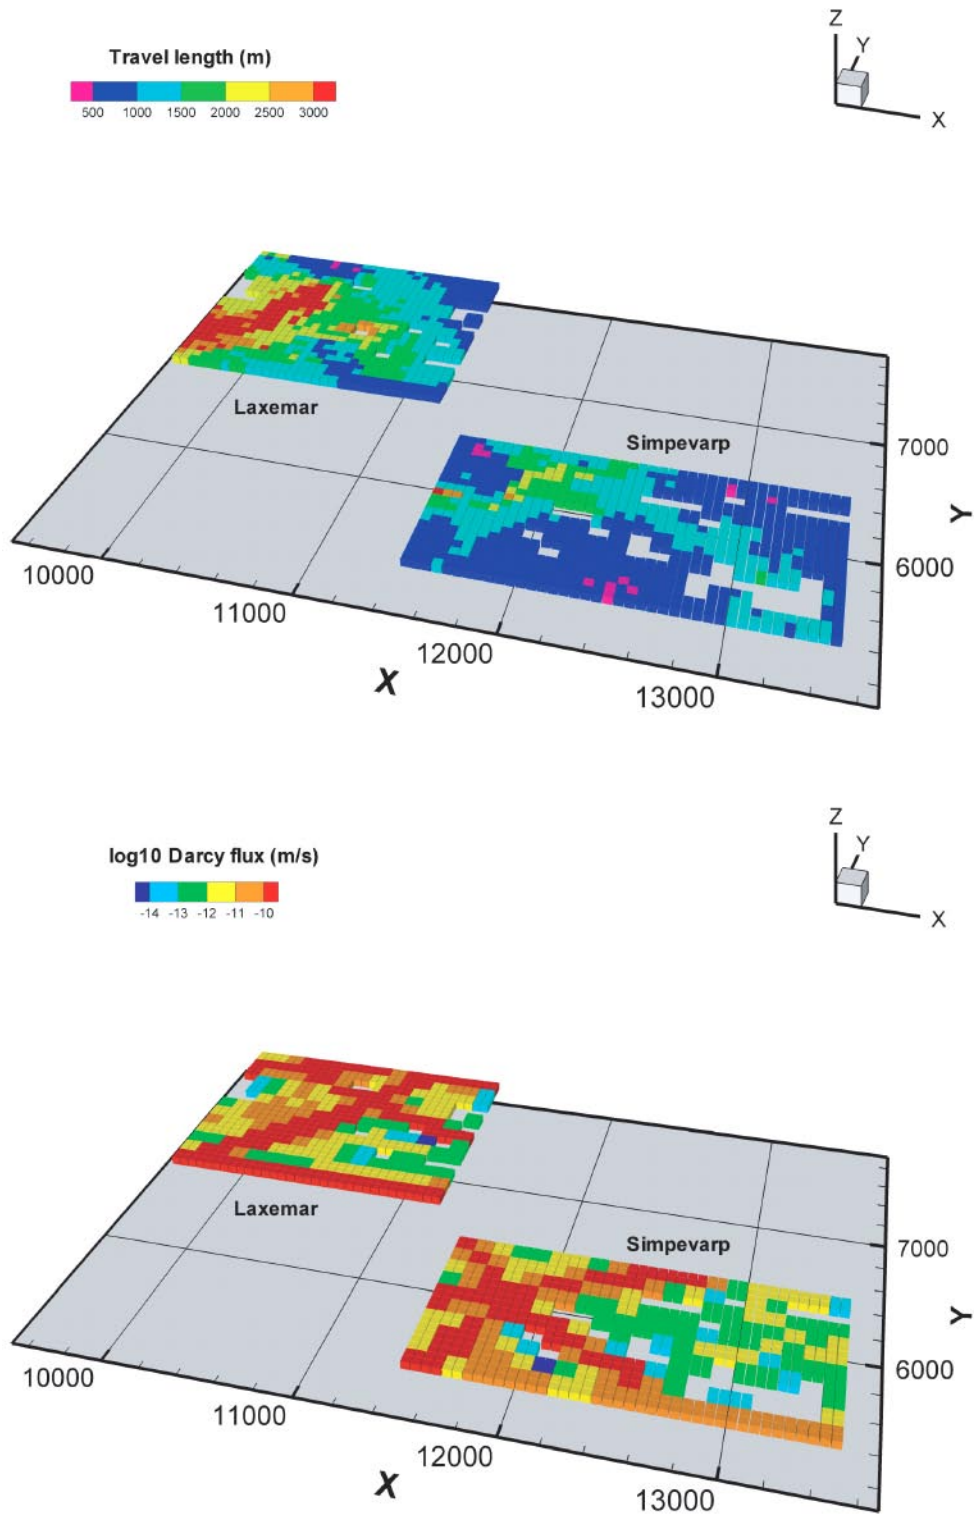 Z
Y
X
Travel length (m)
500 1000 1500 2000 2500 3000
Laxemar
Simpevarp
7000
6000
Y
10000
11000
12000
13000
X
Z
Y
X
log10 Darcy flux (m/s)
-14 -13 -12 -11 -10
Laxemar
Simpevarp
7000
6000
Y
10000
11000
12000
13000
X